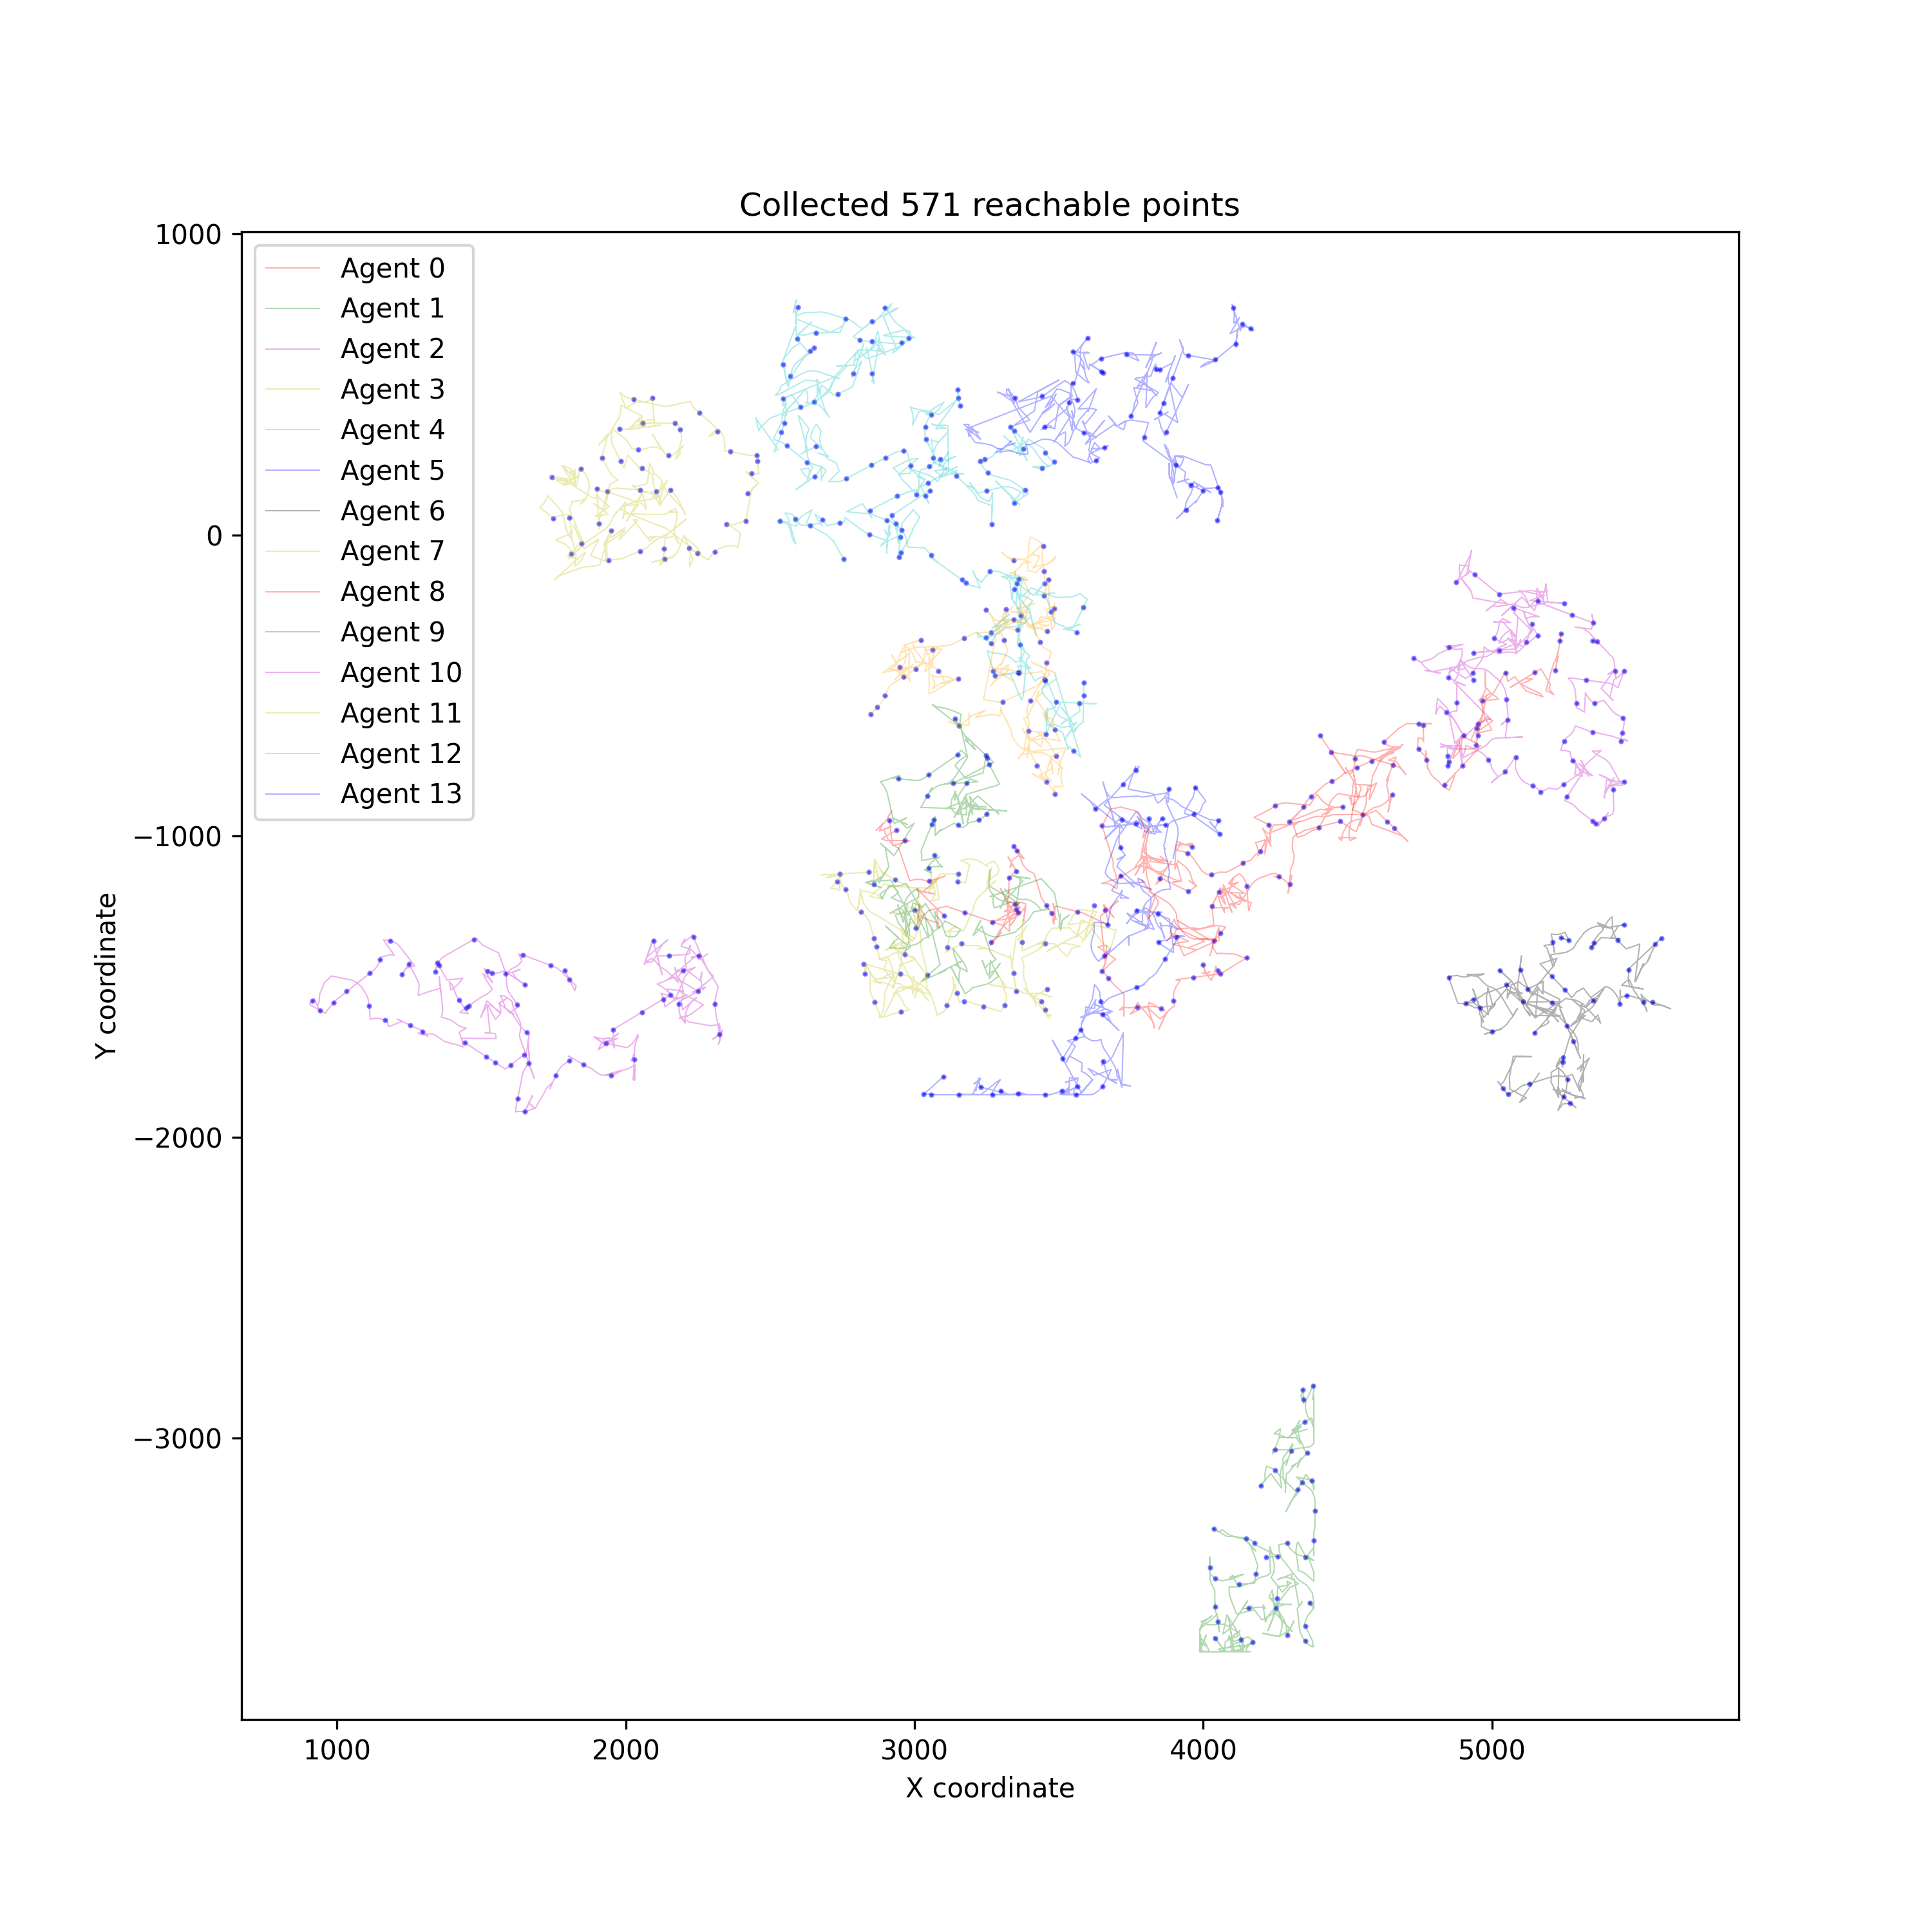 Collected 571 reachable points
1000
0
−1000
−2000
−3000
Y coordinate
Agent 0
Agent 1
Agent 2
Agent 3
Agent 4
Agent 5
Agent 6
Agent 7
Agent 8
Agent 9
Agent 10
Agent 11
Agent 12
Agent 13
1000 2000 3000 4000 5000
X coordinate